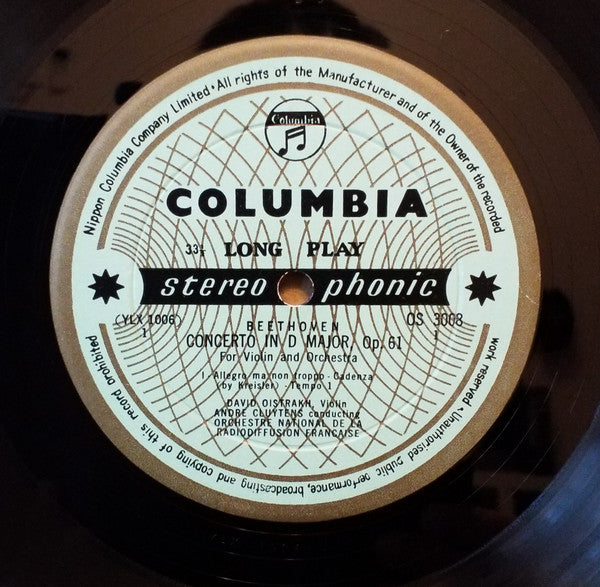 Nippon Columbia Company Limited • All rights of the Manufacturer and of the Owner of the recorded
work reserved • Unauthorised public performance, broadcasting and copying of this record prohibited
Columbia
COLUMBIA
33⅓ LONG PLAY
stereo phonic
(YLX 1006)
1
OS 3008
1
BEETHOVEN
CONCERTO IN D MAJOR, Op. 61
For Violin and Orchestra
1-Allegro ma non troppo - Cadenza
(by Kreisler) - Tempo 1
DAVID OISTRAKH, Violin
ANDRE CLUYTENS conducting
ORCHESTRE NATIONAL DE LA
RADIODIFFUSION FRANCAISE